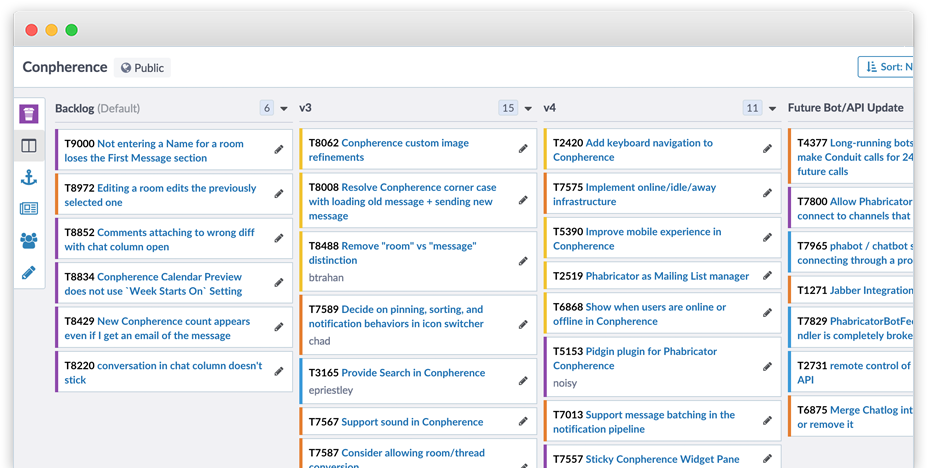 Conpherence
Public
Sort:
Backlog (Default) 6
T9000 Not entering a Name for a room
loses the First Message section
T8972 Editing a room edits the previously
selected one
T8852 Comments attaching to wrong diff
with chat column open
T8834 Conpherence Calendar Preview
does not use `Week Starts On` Setting
T8429 New Conpherence count appears
even if I get an email of the message
T8220 conversation in chat column doesn't
stick
v3 15
T8062 Conpherence custom image
refinements
T8008 Resolve Conpherence corner case
with loading old message + sending new
message
T8488 Remove "room" vs "message"
distinction
btrahan
T7589 Decide on pinning, sorting, and
notification behaviors in icon switcher
chad
T3165 Provide Search in Conpherence
epriestley
T7567 Support sound in Conpherence
T7587 Consider allowing room/thread
conversion
v4 11
T2420 Add keyboard navigation to
Conpherence
T7575 Implement online/idle/away
infrastructure
T5390 Improve mobile experience in
Conpherence
T2519 Phabricator as Mailing List manager
T6868 Show when users are online or
offline in Conpherence
T5153 Pidgin plugin for Phabricator
Conpherence
noisy
T7013 Support message batching in the
notification pipeline
T7557 Sticky Conpherence Widget Pane
Future Bot/API Update
T4377 Long-running bots
make Conduit calls for 24
future calls
T7800 Allow Phabricator
connect to channels that
T7965 phabot / chatbot s
connecting through a pro
T1271 Jabber Integration
T7829 PhabricatorBotFee
ndler is completely broke
T2731 remote control of
API
T6875 Merge Chatlog int
or remove it